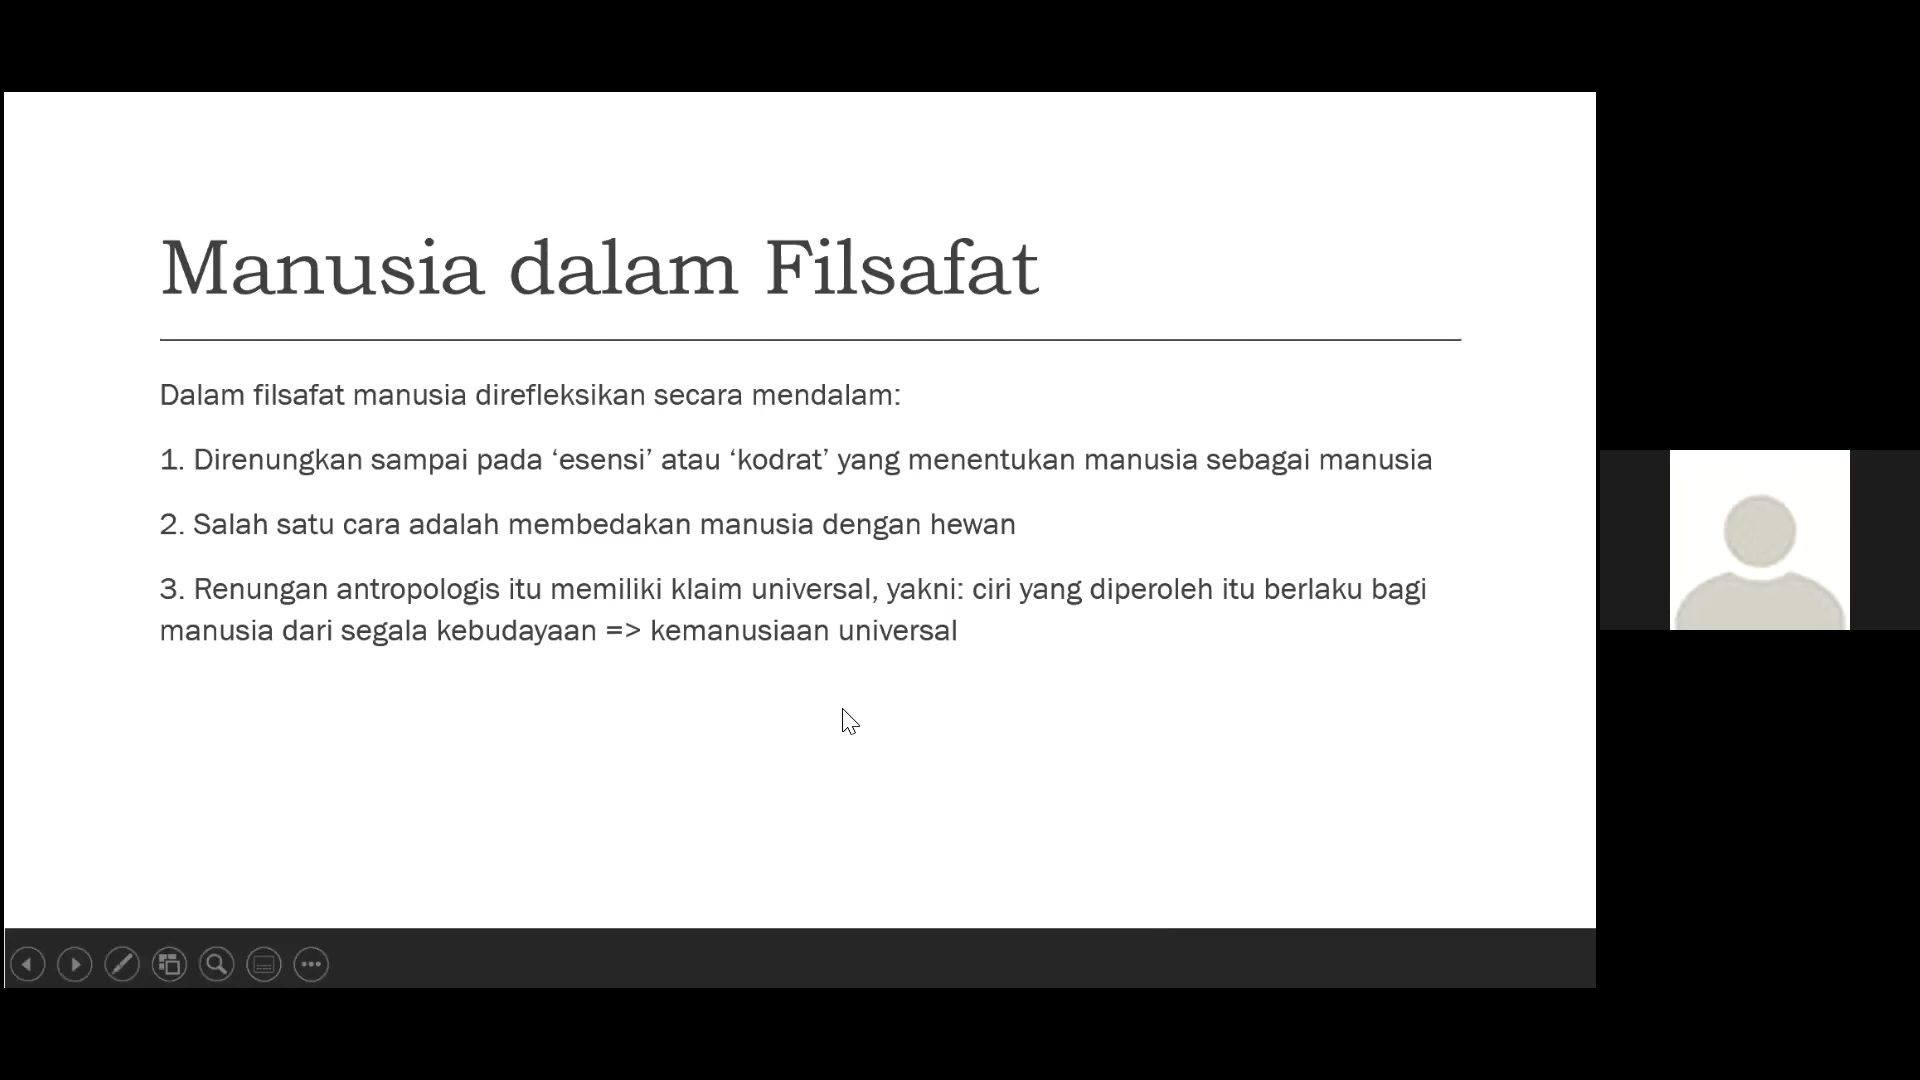 Manusia dalam Filsafat
Dalam filsafat manusia direfleksikan secara mendalam:
1. Direnungkan sampai pada ‘esensi’ atau ‘kodrat’ yang menentukan manusia sebagai manusia
2. Salah satu cara adalah membedakan manusia dengan hewan
3. Renungan antropologis itu memiliki klaim universal, yakni: ciri yang diperoleh itu berlaku bagi
manusia dari segala kebudayaan => kemanusiaan universal